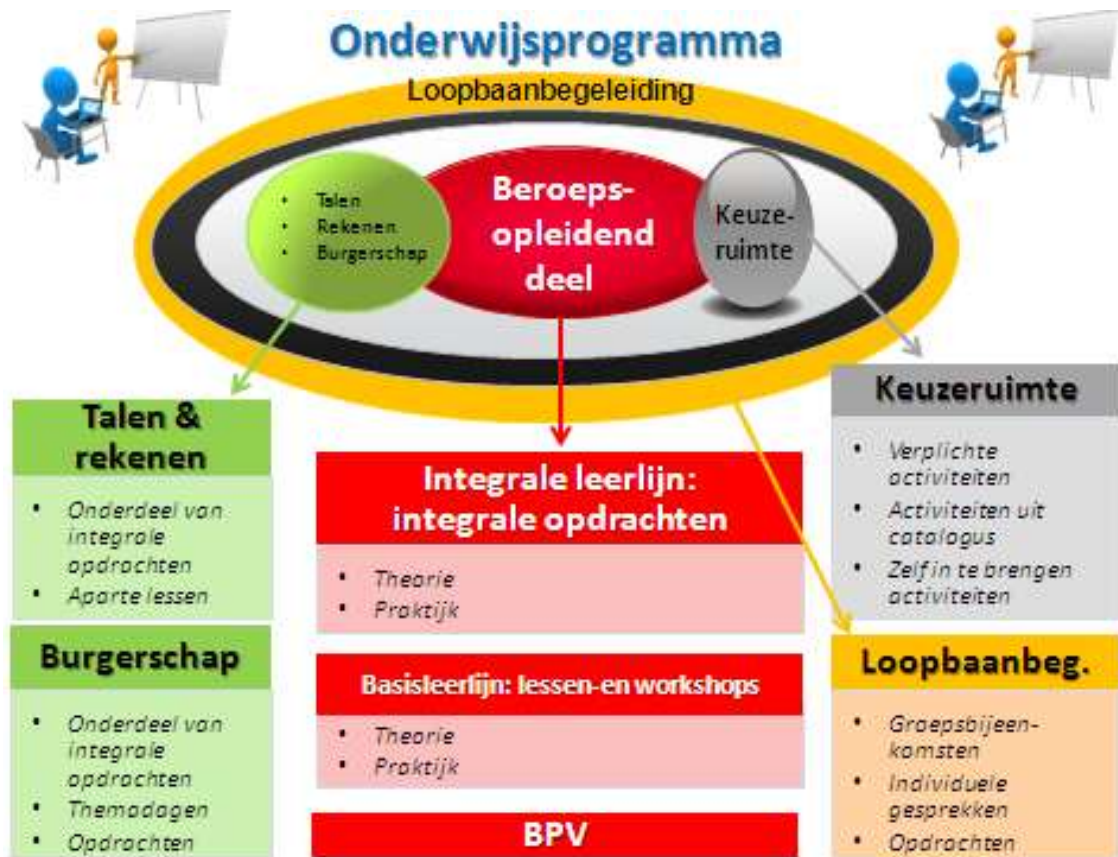 Onderwijsprogramma
Loopbaanbegeleiding
• Talen
• Rekenen
• Burgerschap
Beroeps-
opleidend
deel
Keuze-
ruimte
Talen &
rekenen
• Onderdeel van
integrale
opdrachten
• Aparte lessen
Burgerschap
• Onderdeel van
integrale
opdrachten
• Themadagen
• Opdrachten
Integrale leerlijn:
integrale opdrachten
• Theorie
• Praktijk
Basisleerlijn: lessen-en workshops
• Theorie
• Praktijk
BPV
Keuzeruimte
• Verplichte
activiteiten
• Activiteiten uit
catalogus
• Zelf in te brengen
activiteiten
Loopbaanbeg.
• Groepsbijeen-
komsten
• Individuele
gesprekken
• Opdrachten